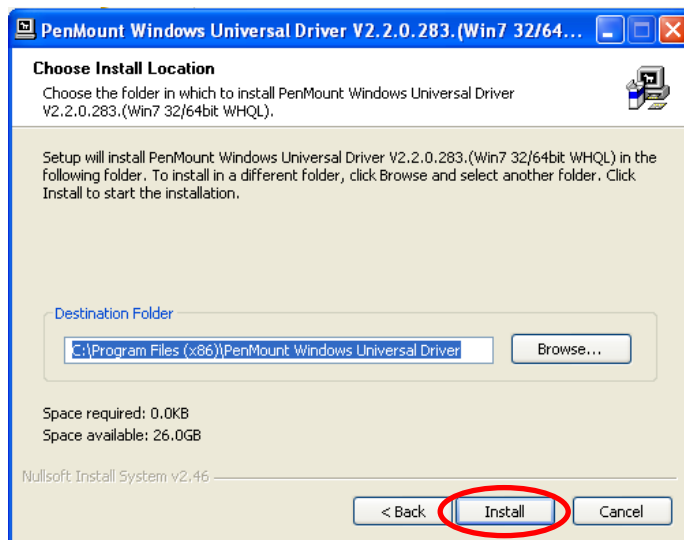 PenMount Windows Universal Driver V2.2.0.283.(Win7 32/64...
Choose Install Location
Choose the folder in which to install PenMount Windows Universal Driver
V2.2.0.283.(Win7 32/64bit WHQL).
Setup will install PenMount Windows Universal Driver V2.2.0.283.(Win7 32/64bit WHQL) in the
following folder. To install in a different folder, click Browse and select another folder. Click
Install to start the installation.
Destination Folder
C:\Program Files (x86)\PenMount Windows Universal Driver
Browse...
Space required: 0.0KB
Space available: 26.0GB
Nullsoft Install System v2.46
< Back
Install
Cancel